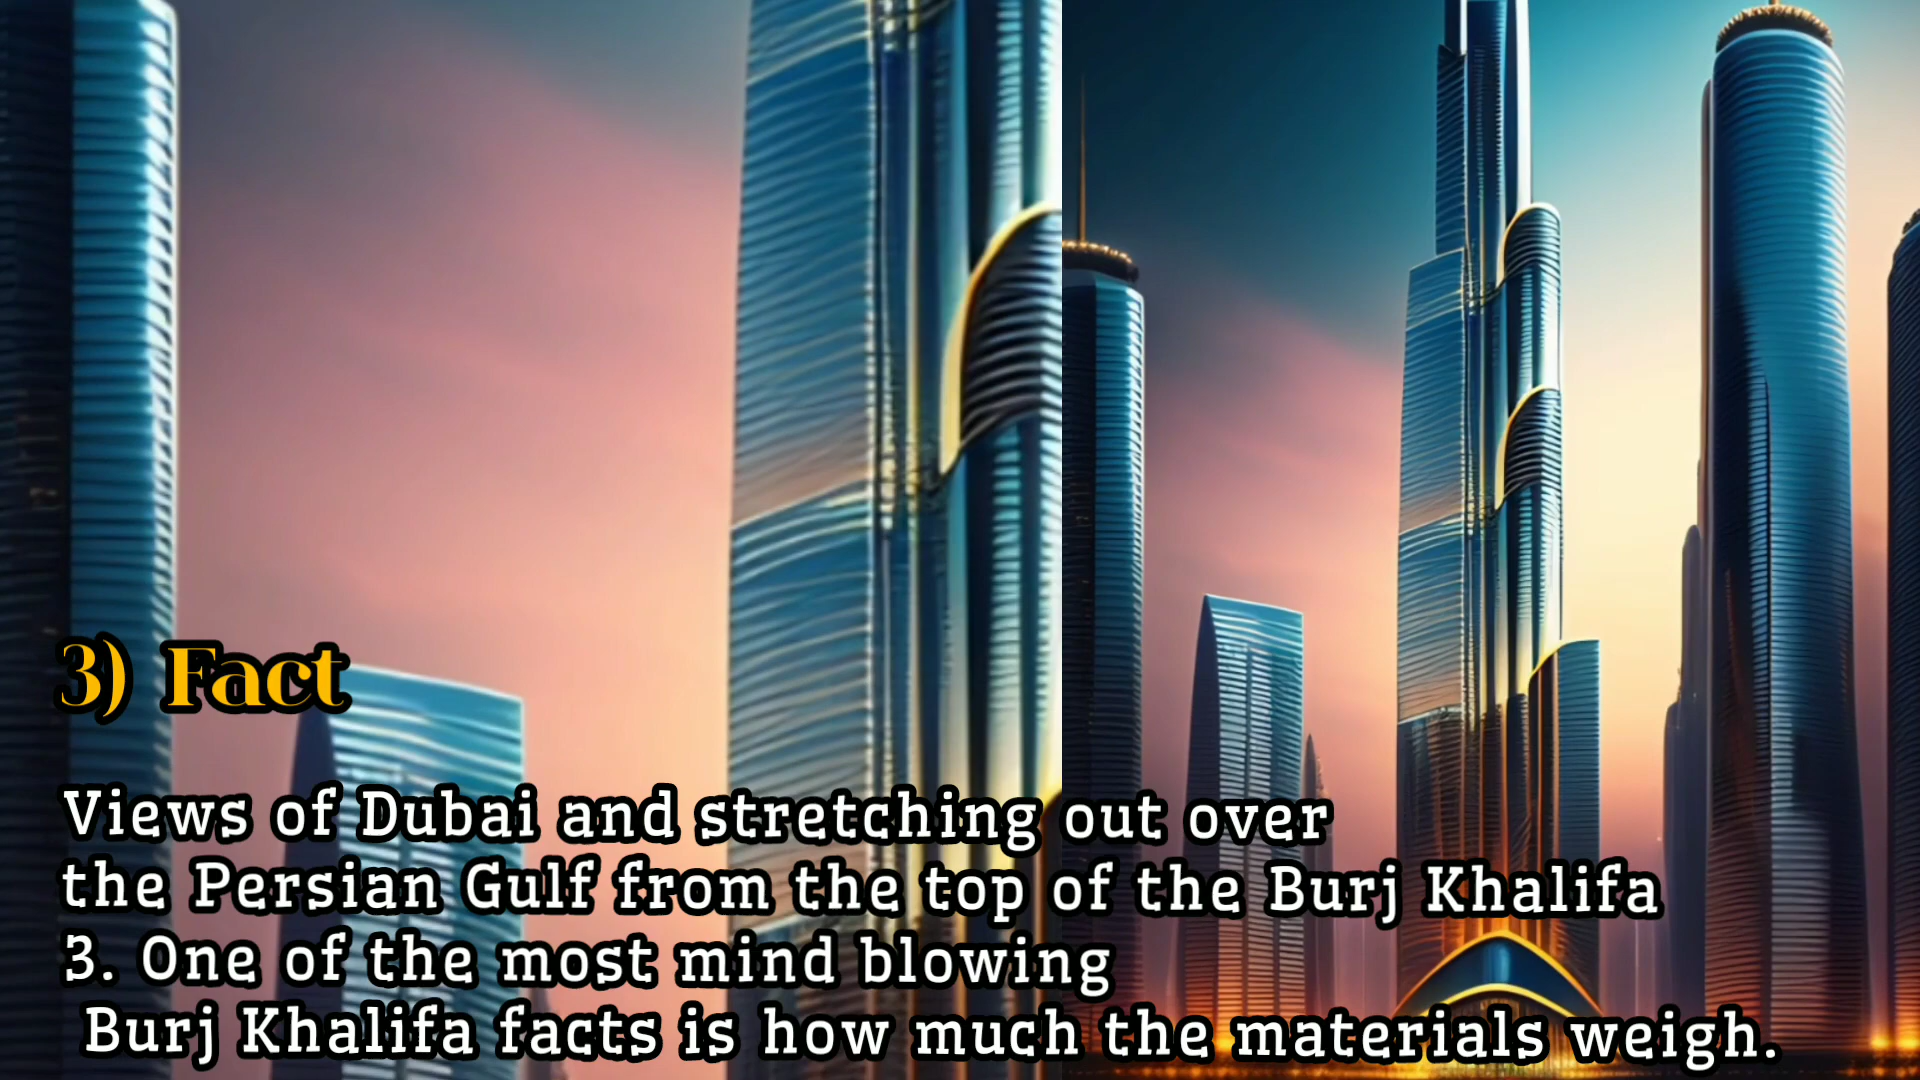 3) Fact
Views of Dubai and stretching out over
the Persian Gulf from the top of the Burj Khalifa
3. One of the most mind blowing
Burj Khalifa facts is how much the materials weigh.